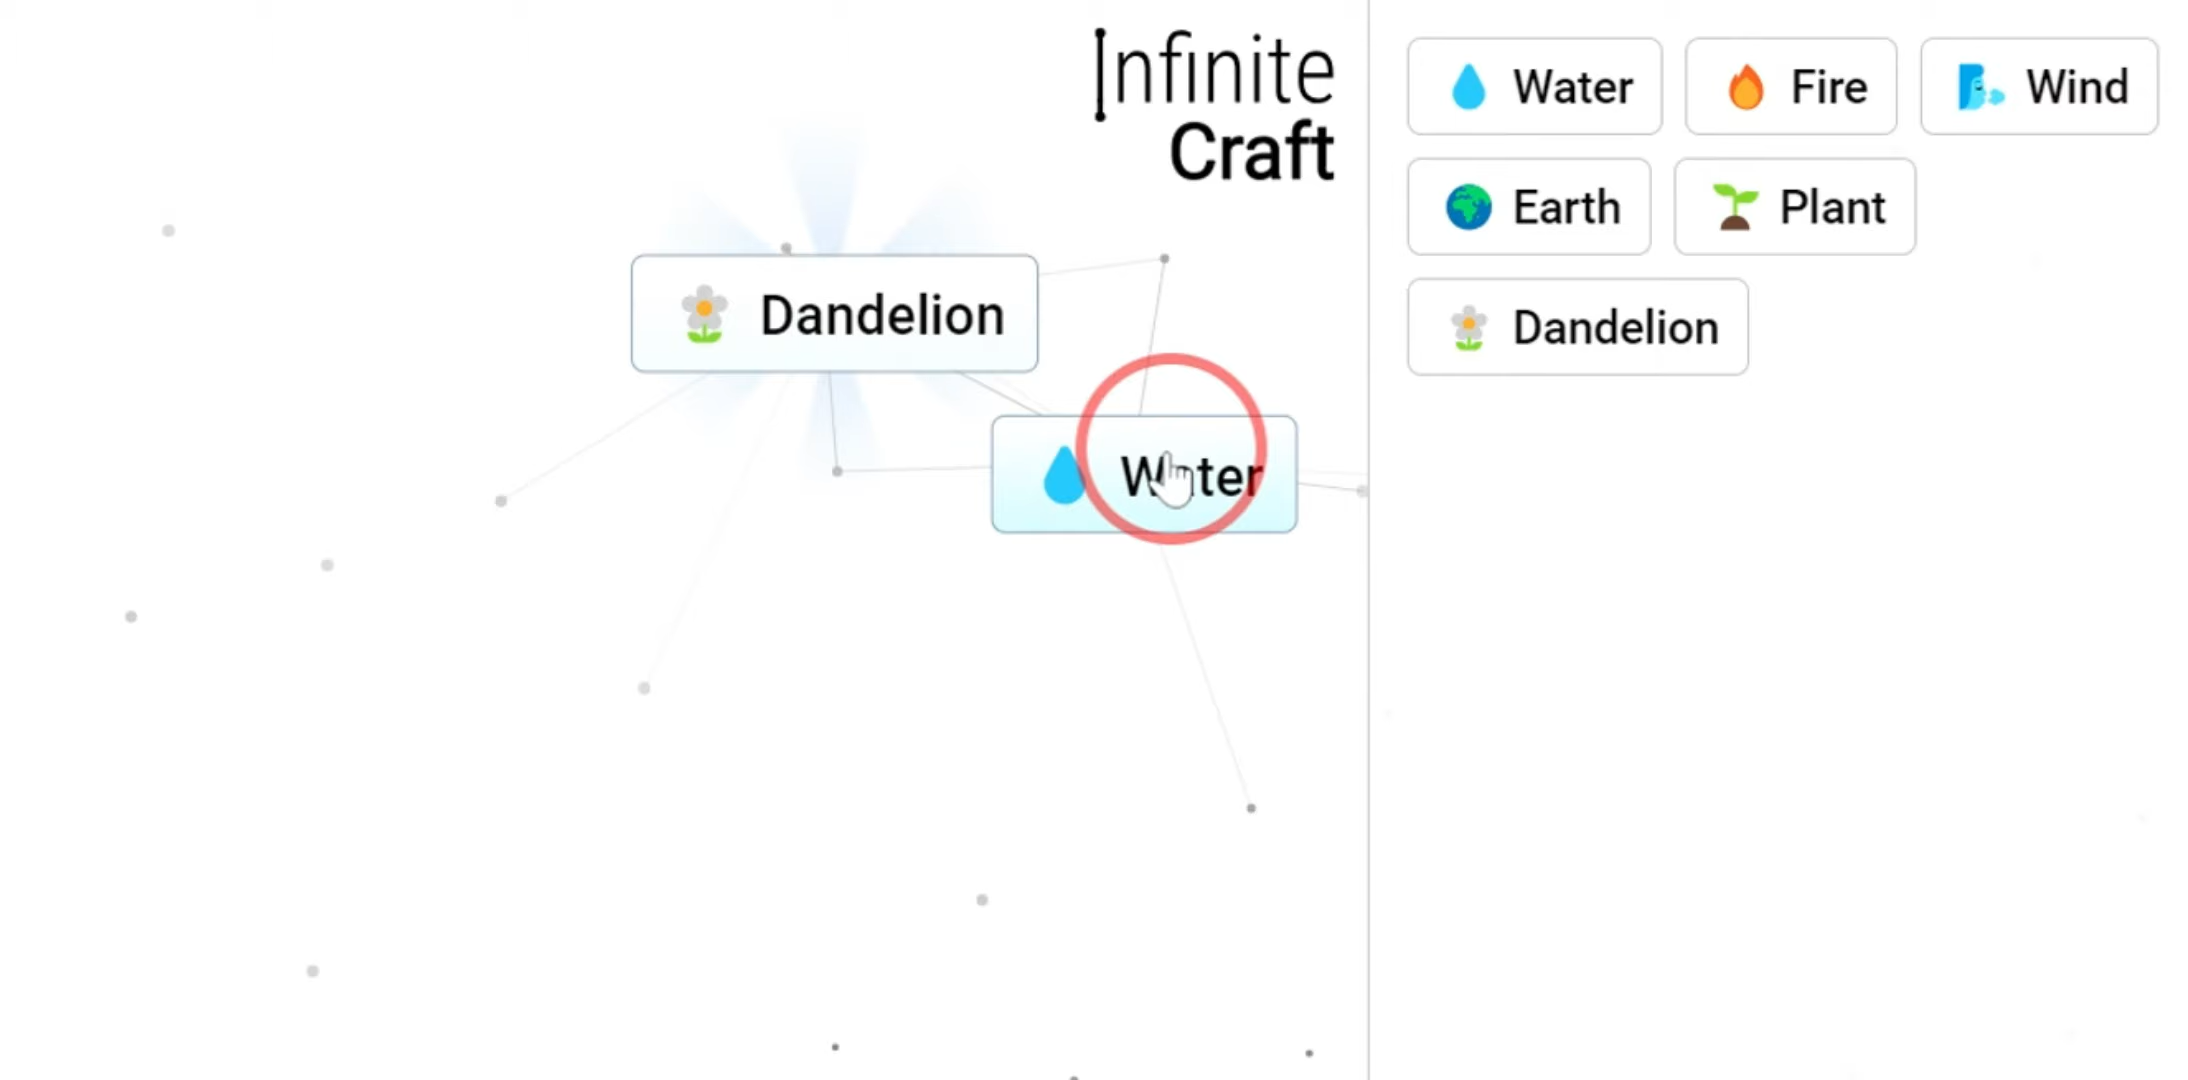 Infinite
Craft
Dandelion
Water
Water Fire Wind
Earth Plant
Dandelion